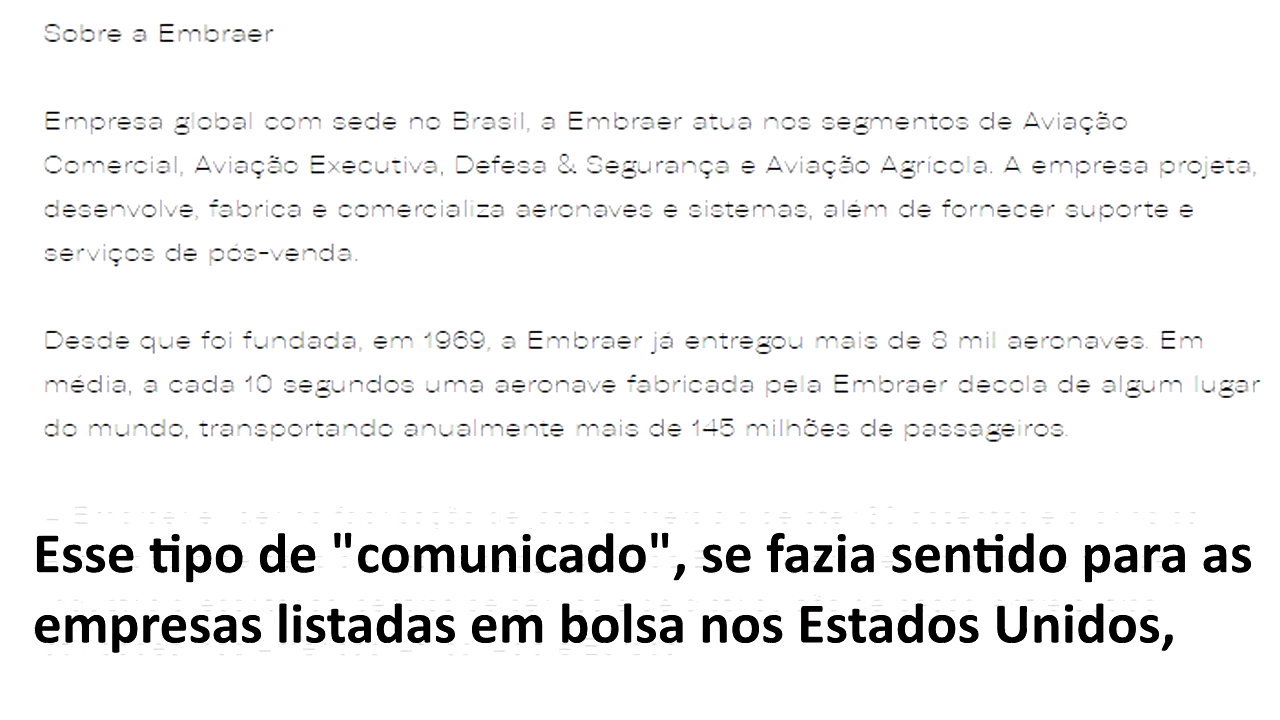 Sobre a Embraer
Empresa global com sede no Brasil, a Embraer atua nos segmentos de Aviação
Comercial, Aviação Executiva, Defesa & Segurança e Aviação Agrícola. A empresa projeta,
desenvolve, fabrica e comercializa aeronaves e sistemas, além de fornecer suporte e
serviços de pós-venda.
Desde que foi fundada, em 1969, a Embraer já entregou mais de 8 mil aeronaves. Em
média, a cada 10 segundos uma aeronave fabricada pela Embraer decola de algum lugar
do mundo, transportando anualmente mais de 145 milhões de passageiros.
Esse tipo de "comunicado", se fazia sentido para as
empresas listadas em bolsa nos Estados Unidos,